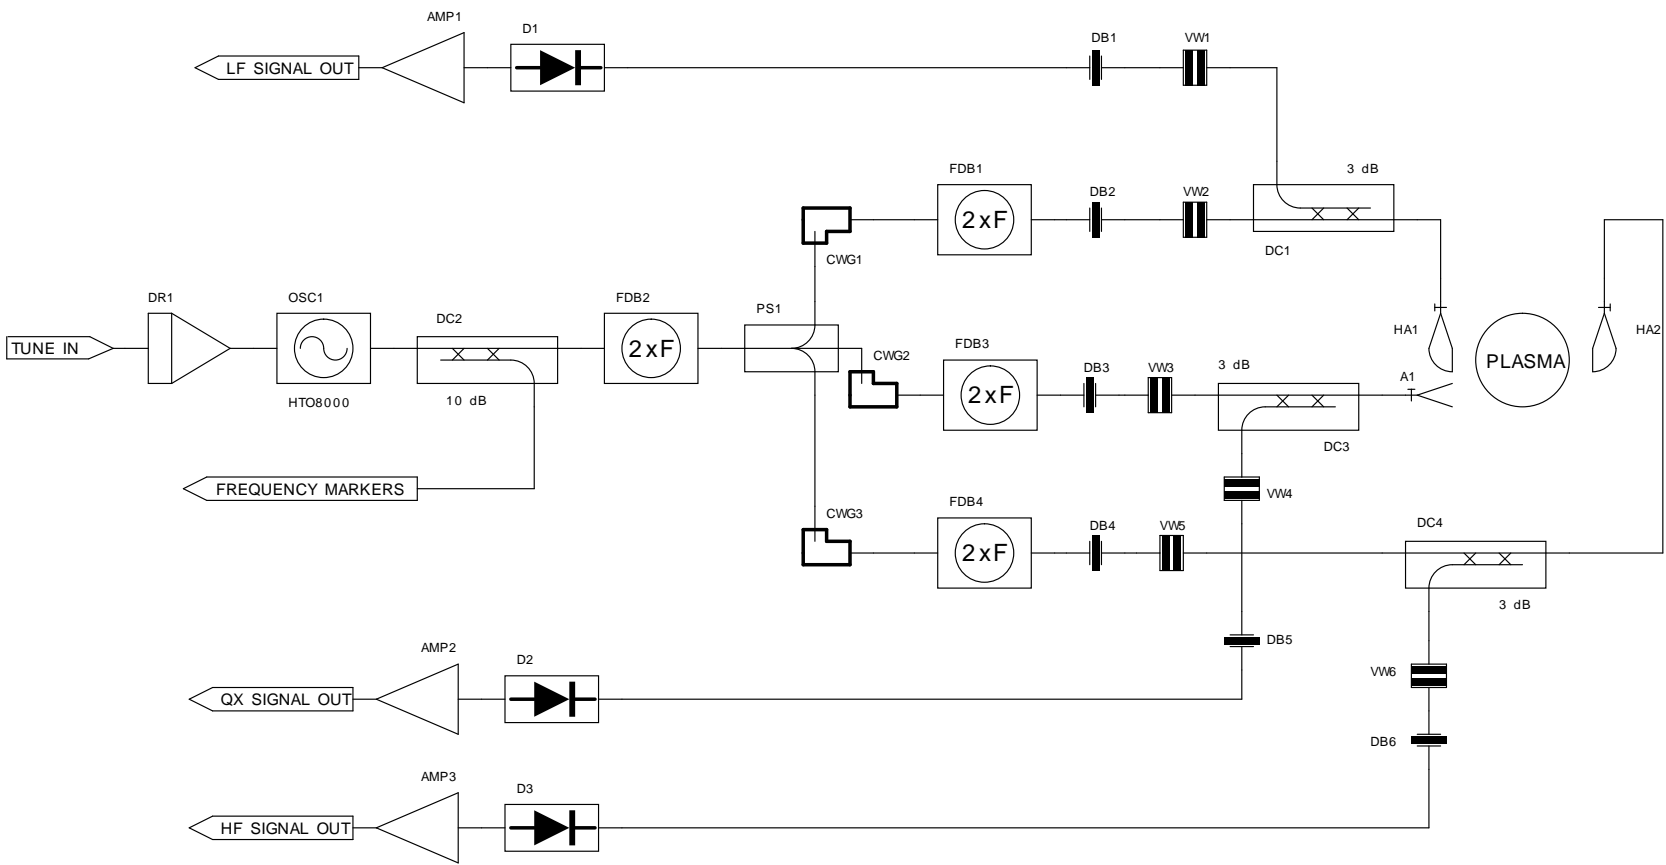 AMP1
D1
DB1
VW1
LF SIGNAL OUT
FDB1
DB2
VW2
3 dB
2xF
CWG1
DC1
DR1
OSC1
DC2
FDB2
PS1
HA1
HA2
TUNE IN
2xF
CWG2
FDB3
DB3
VW3
3 dB
A1
PLASMA
HTO8000
10 dB
2xF
DC3
FREQUENCY MARKERS
VW4
CWG3
FDB4
DB4
VW5
DC4
2xF
3 dB
AMP2
D2
DB5
QX SIGNAL OUT
VW6
DB6
AMP3
D3
HF SIGNAL OUT